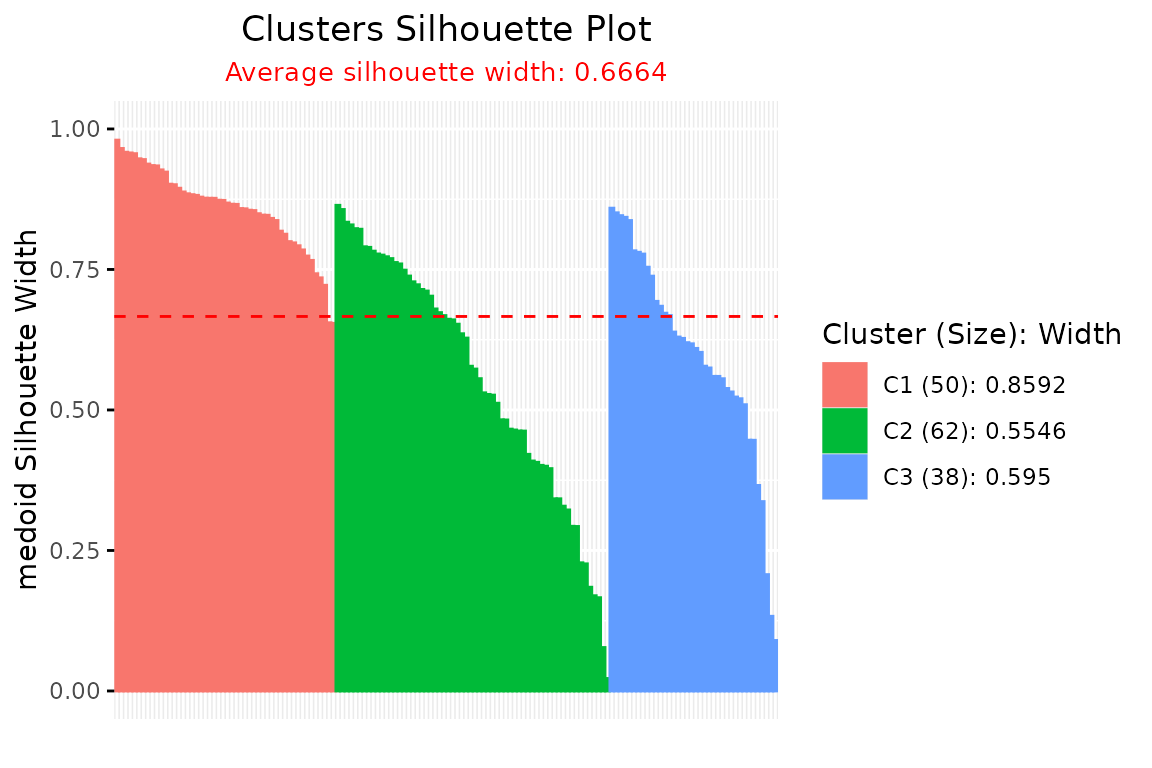 Clusters Silhouette Plot
Average silhouette width: 0.6664
medoid Silhouette Width
1.00
0.75
0.50
0.25
0.00
Cluster (Size): Width
C1 (50): 0.8592
C2 (62): 0.5546
C3 (38): 0.595